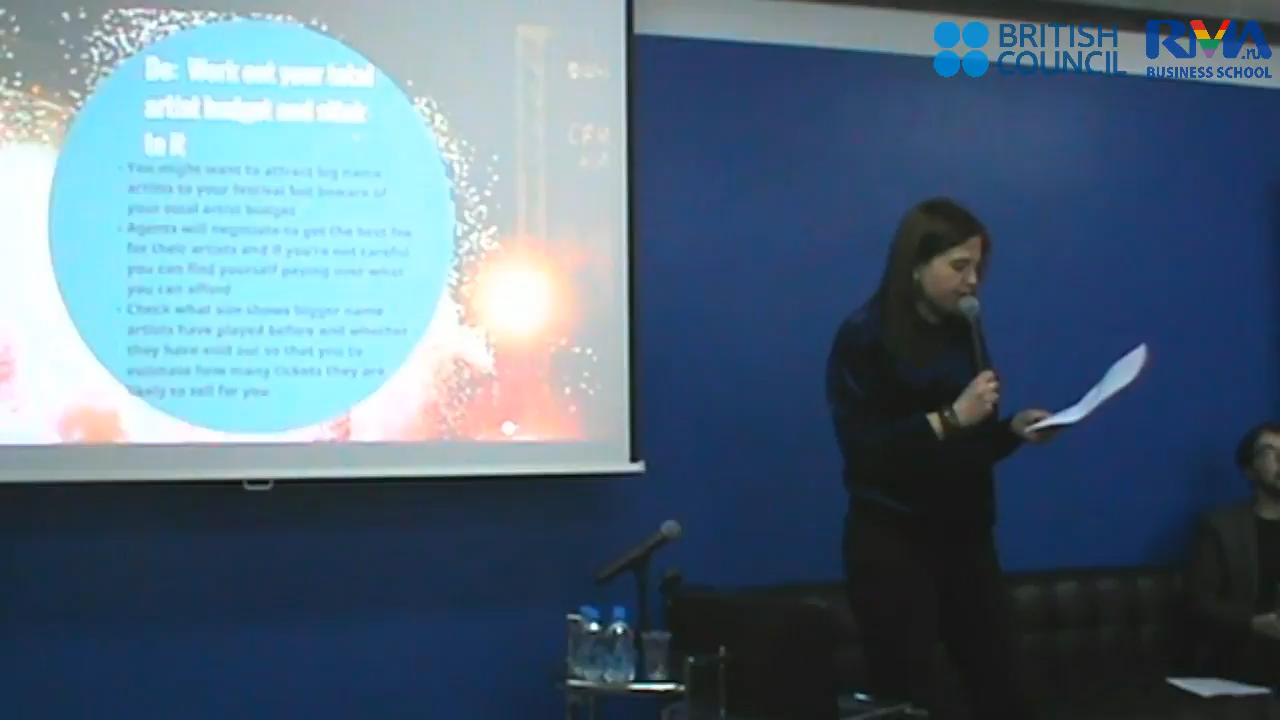 BRITISH
COUNCIL
RMA.ru
BUSINESS SCHOOL
Do: Work out your total
artist budget and stick
to it
• You might want to attract big name
artists to your festival but beware of
your total artist budget
• Agents will negotiate to get the best fee
for their artists and if you're not careful
you can find yourself paying over what
you can afford
• Check what size shows bigger name
artists have played before and whether
they have sold out so that you to
estimate how many tickets they are
likely to sell for you